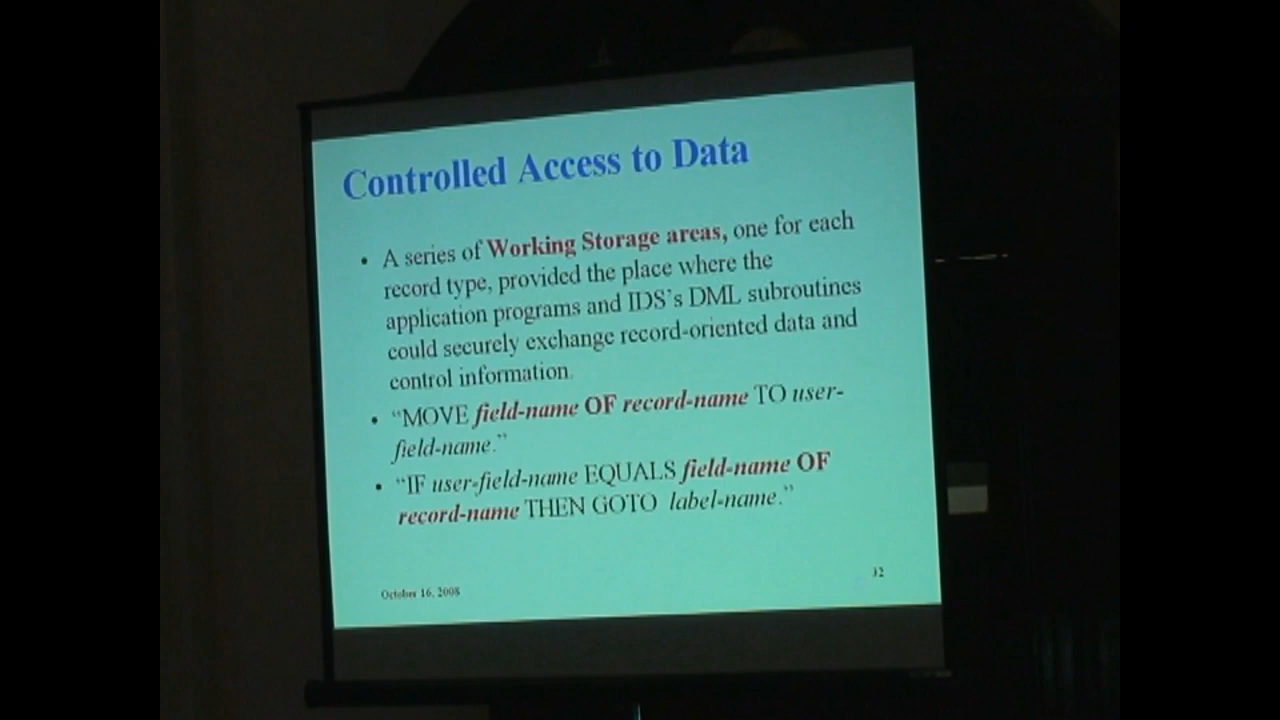 Controlled Access to Data
• A series of Working Storage areas, one for each
record type, provided the place where the
application programs and IDS's DML subroutines
could securely exchange record-oriented data and
control information.
• “MOVE field-name OF record-name TO user-
field-name.”
• “IF user-field-name EQUALS field-name OF
record-name THEN GOTO label-name.”
October 16, 2008
32